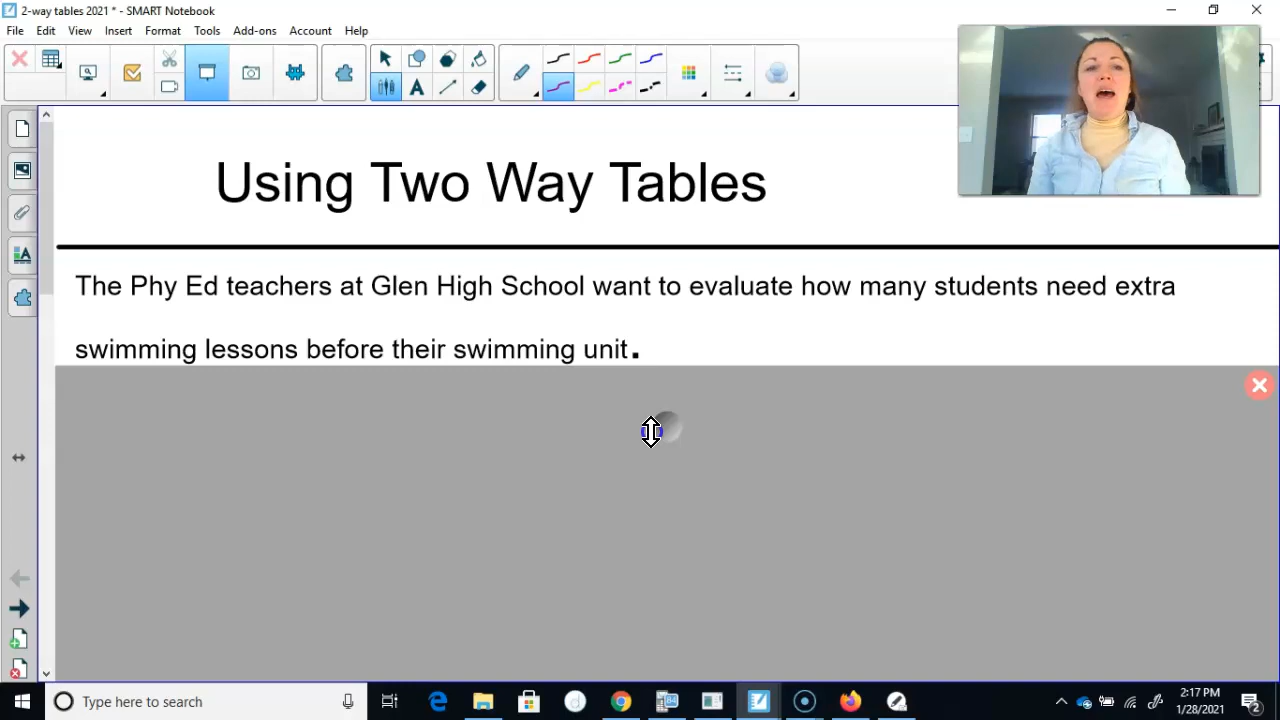 2-way tables 2021 * - SMART Notebook
File Edit View Insert Format Tools Add-ons Account Help
A
A
Using Two Way Tables
The Phy Ed teachers at Glen High School want to evaluate how many students need extra
swimming lessons before their swimming unit.
Type here to search
2:17 PM
1/28/2021
2